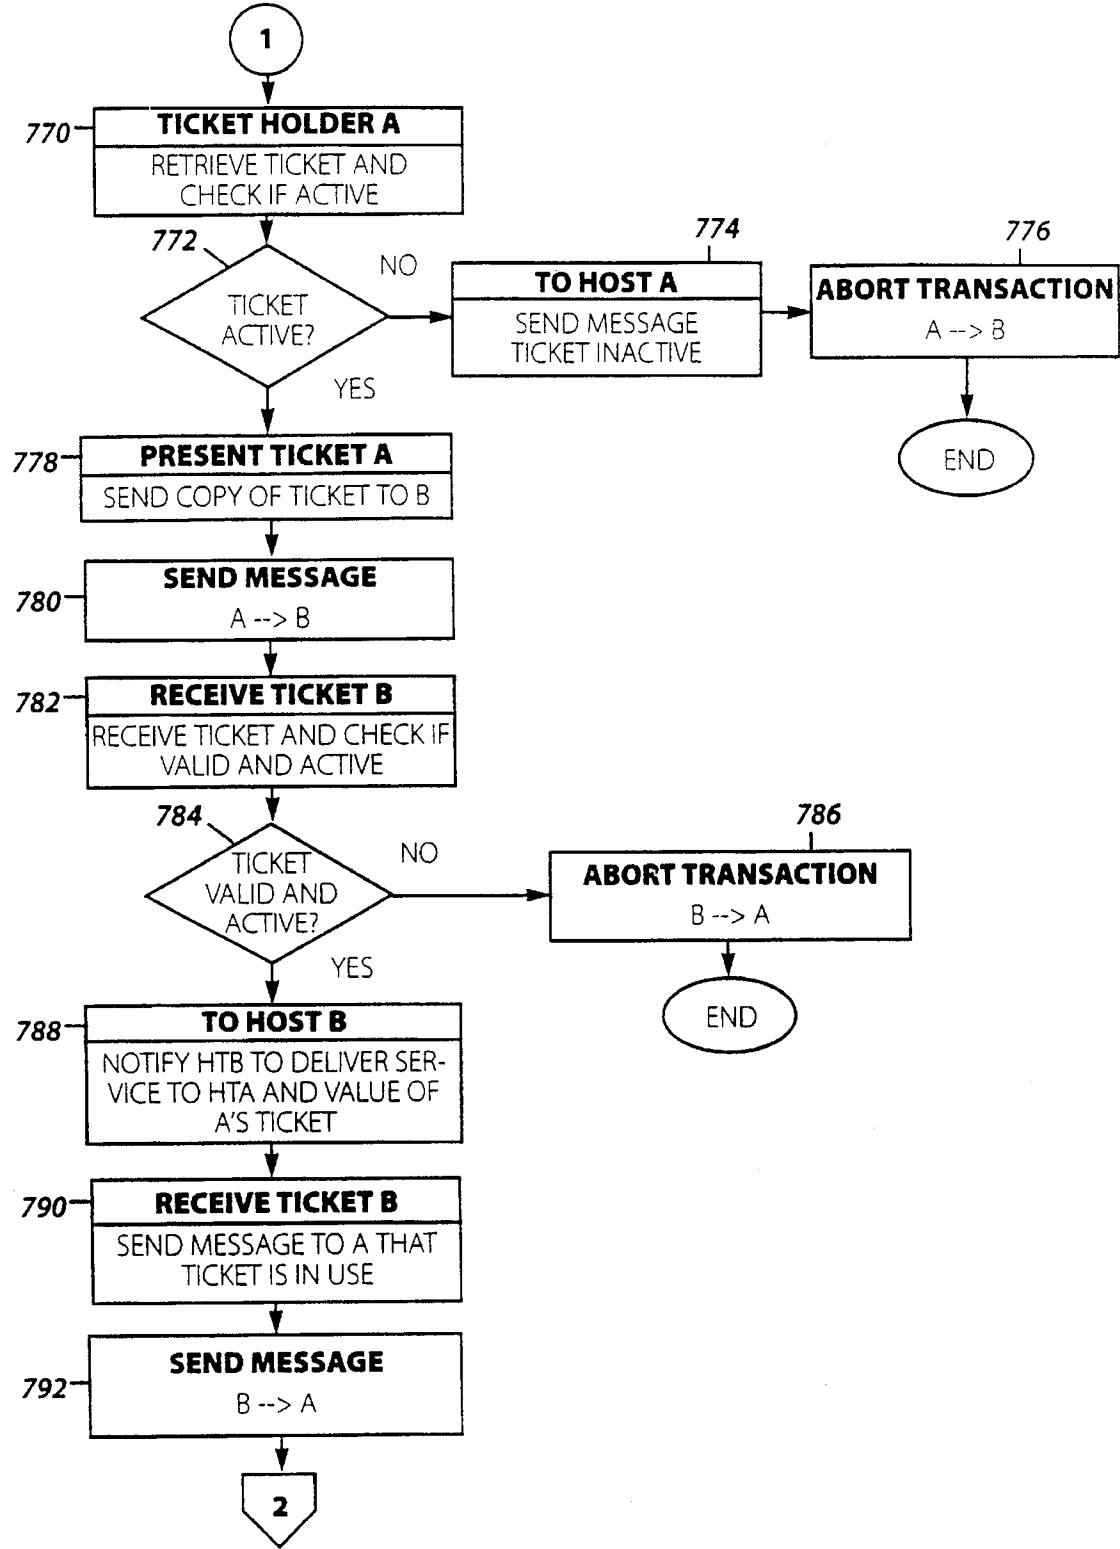 1
770
TICKET HOLDER A
RETRIEVE TICKET AND
CHECK IF ACTIVE
772
TICKET
ACTIVE?
NO
YES
774
TO HOST A
SEND MESSAGE
TICKET INACTIVE
776
ABORT TRANSACTION
A --> B
END
778
PRESENT TICKET A
SEND COPY OF TICKET TO B
780
SEND MESSAGE
A --> B
782
RECEIVE TICKET B
RECEIVE TICKET AND CHECK IF
VALID AND ACTIVE
784
TICKET
VALID AND
ACTIVE?
NO
YES
786
ABORT TRANSACTION
B --> A
END
788
TO HOST B
NOTIFY HTB TO DELIVER SER-
VICE TO HTA AND VALUE OF
A'S TICKET
790
RECEIVE TICKET B
SEND MESSAGE TO A THAT
TICKET IS IN USE
792
SEND MESSAGE
B --> A
2